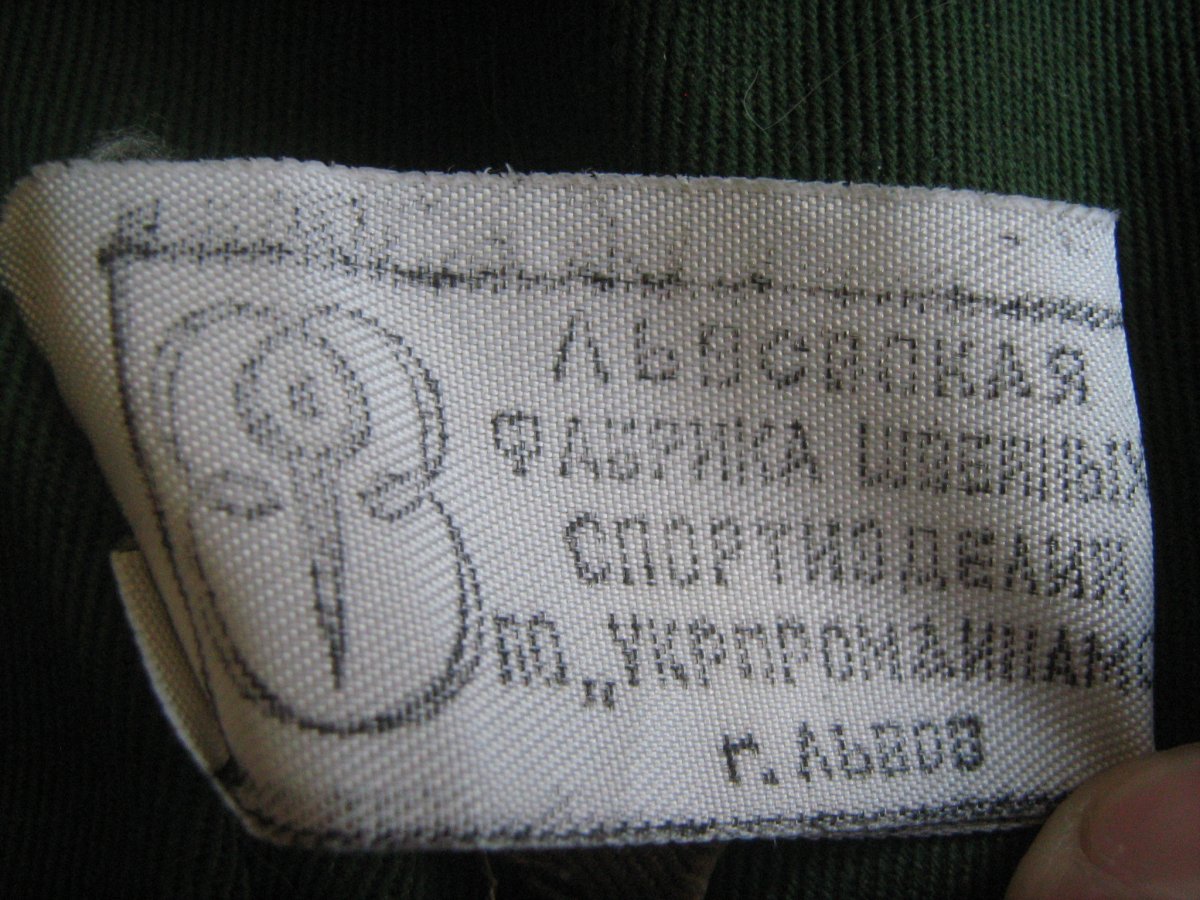 ЛЬВОВСКАЯ
ФАБРИКА ШВЕЙНЫХ
СПОРТИЗДЕЛИЙ
ПО „УКРПРОМДИНАМО
г. ЛЬВОВ